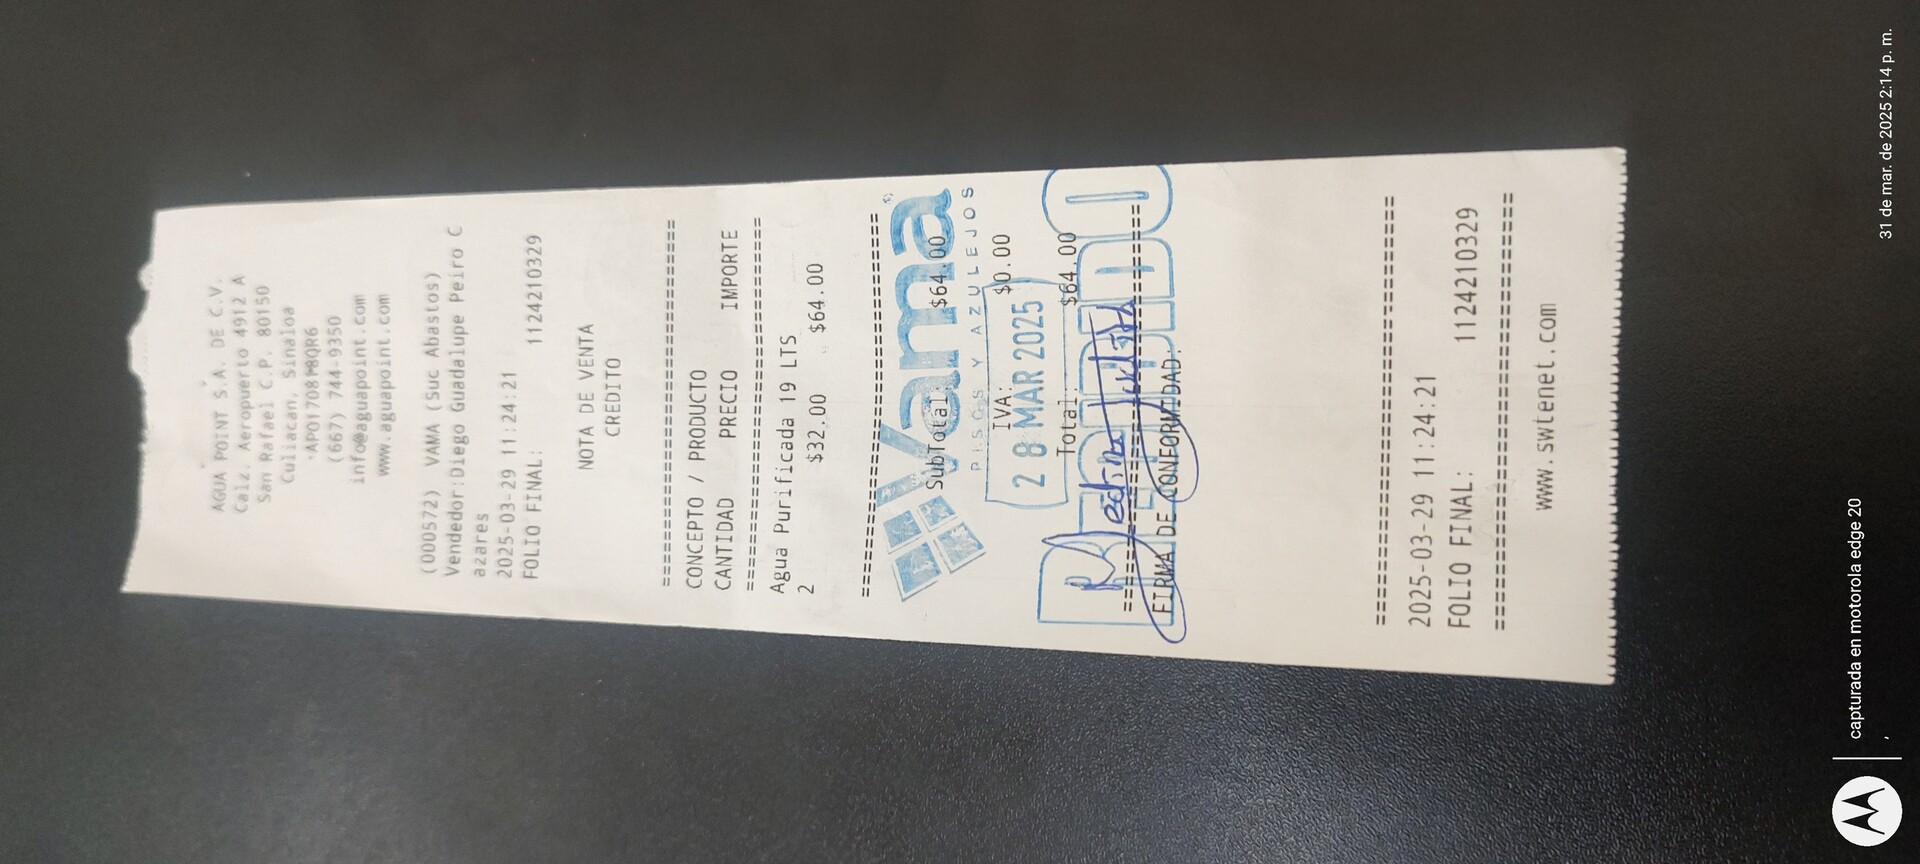 AGUA POINT S.A. DE C.V.
Calz. Aeropuerto 4912 A
San Rafael C.P. 80150
Culiacan, Sinaloa
(667) 744-9350
info@aguapoint.com
www.aguapoint.com
(000572) VAMA (Suc Abastos)
Vendedor:Diego Guadalupe Peiro C
azares
2025-03-29 11:24:21
FOLIO FINAL: 1124210329
NOTA DE VENTA
CREDITO
================================
CONCEPTO / PRODUCTO
CANTIDAD PRECIO IMPORTE
================================
Agua Purificada 19 LTS
2 $32.00 $64.00
================================
Vama
PISOS Y AZULEJOS
SubTotal: $64.00
IVA: $0.00
28 MAR 2025
Total: $64.00
RECIBIDO
================================
FIRMA DE CONFORMIDAD.
================================
2025-03-29 11:24:21
FOLIO FINAL: 1124210329
================================
www.swtenet.com
capturada en motorola edge 20
,
31 de mar. de 2025 2:14 p. m.